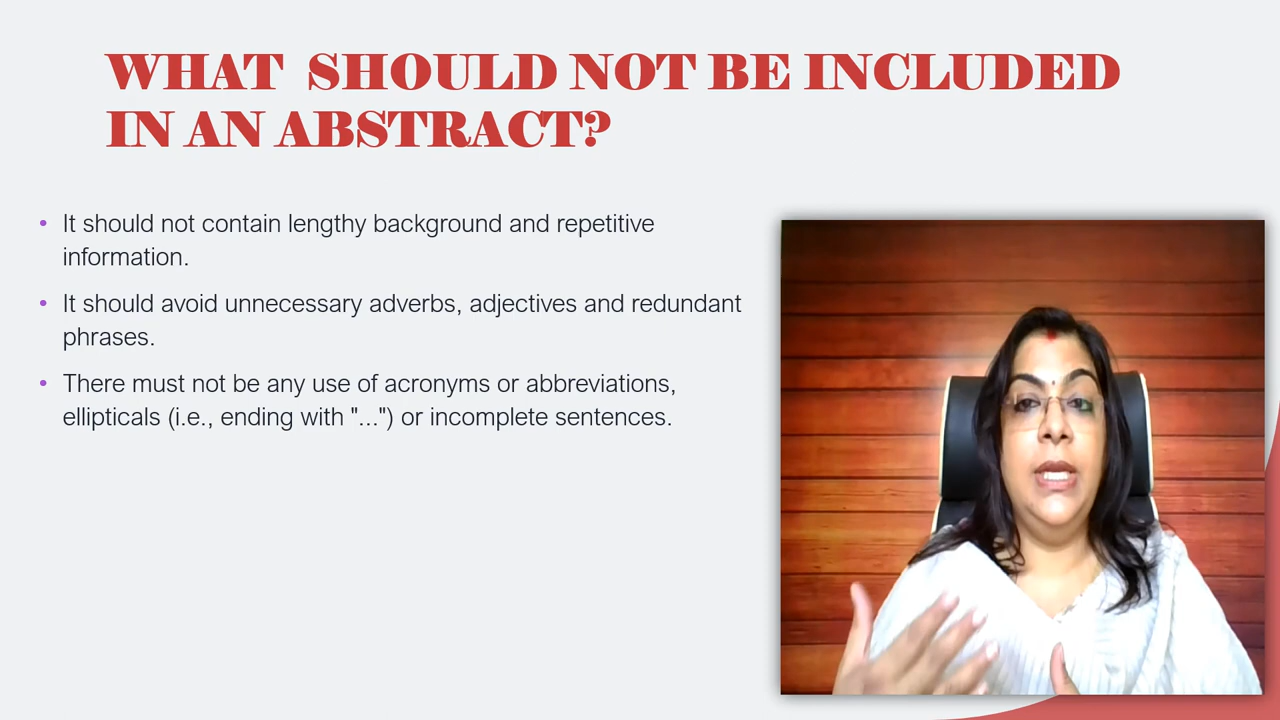 WHAT SHOULD NOT BE INCLUDED
IN AN ABSTRACT?
• It should not contain lengthy background and repetitive
information.
• It should avoid unnecessary adverbs, adjectives and redundant
phrases.
• There must not be any use of acronyms or abbreviations,
ellipticals (i.e., ending with "...") or incomplete sentences.